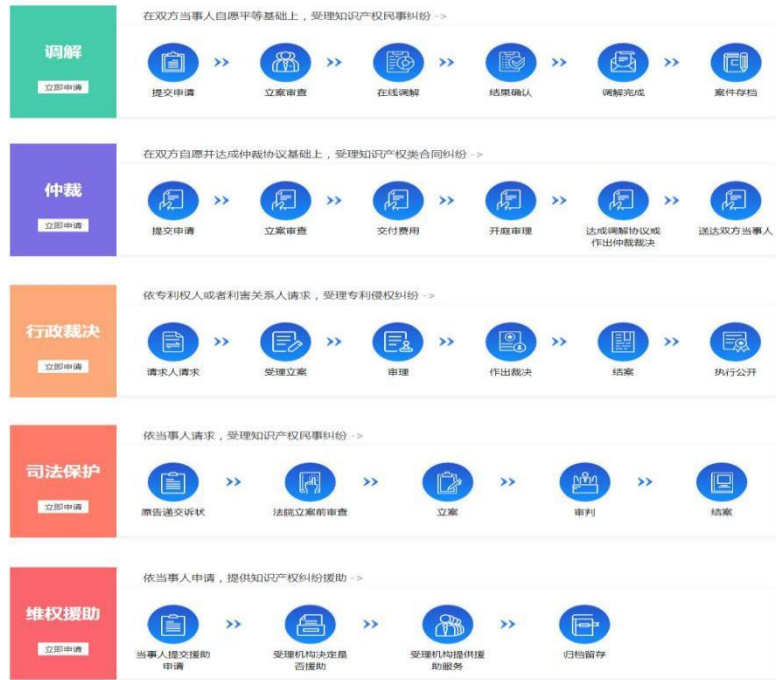 在双方当事人自愿平等基础上，受理知识产权民事纠纷 ->
调解
立即申请
提交申请
立案审查
在线调解
结果确认
调解完成
案件存档
在双方自愿并达成仲裁协议基础上，受理知识产权类合同纠纷 ->
仲裁
立即申请
提交申请
立案审查
交付费用
开庭审理
达成调解协议或
作出仲裁裁决
送达双方当事人
依专利权人或者利害关系人请求，受理专利侵权纠纷 ->
行政裁决
立即申请
请求人请求
受理立案
审理
作出裁决
结案
执行公开
依当事人请求，受理知识产权民事纠纷 ->
司法保护
立即申请
原告递交诉状
法院立案前审查
立案
审判
结案
依当事人申请，提供知识产权纠纷援助 ->
维权援助
立即申请
当事人提交援助
申请
受理机构决定是
否援助
受理机构提供援
助服务
归档留存